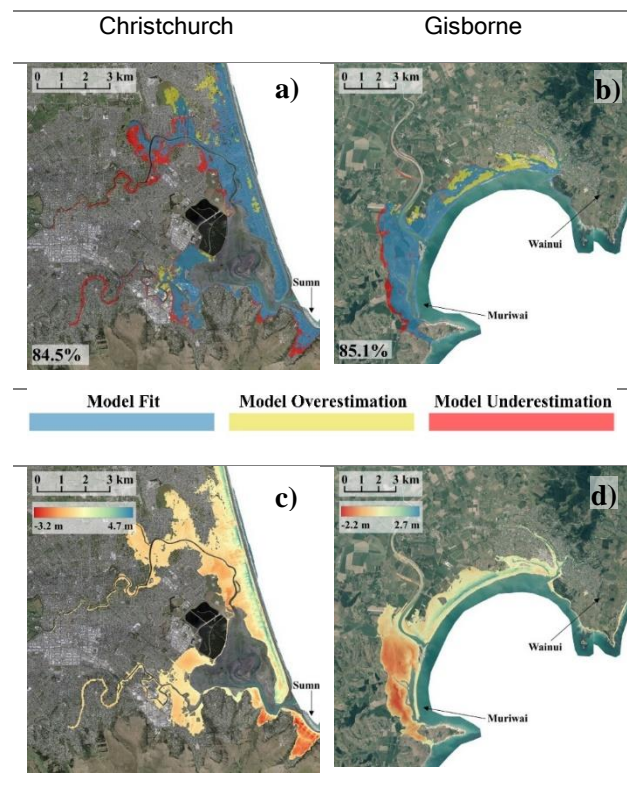 Christchurch Gisborne
0 1 2 3 km
a)
Sumn
84.5%
0 1 2 3 km
b)
Wainui
Muriwai
85.1%
Model Fit Model Overestimation Model Underestimation
0 1 2 3 km
-3.2 m 4.7 m
c)
Sumn
0 1 2 3 km
-2.2 m 2.7 m
d)
Wainui
Muriwai